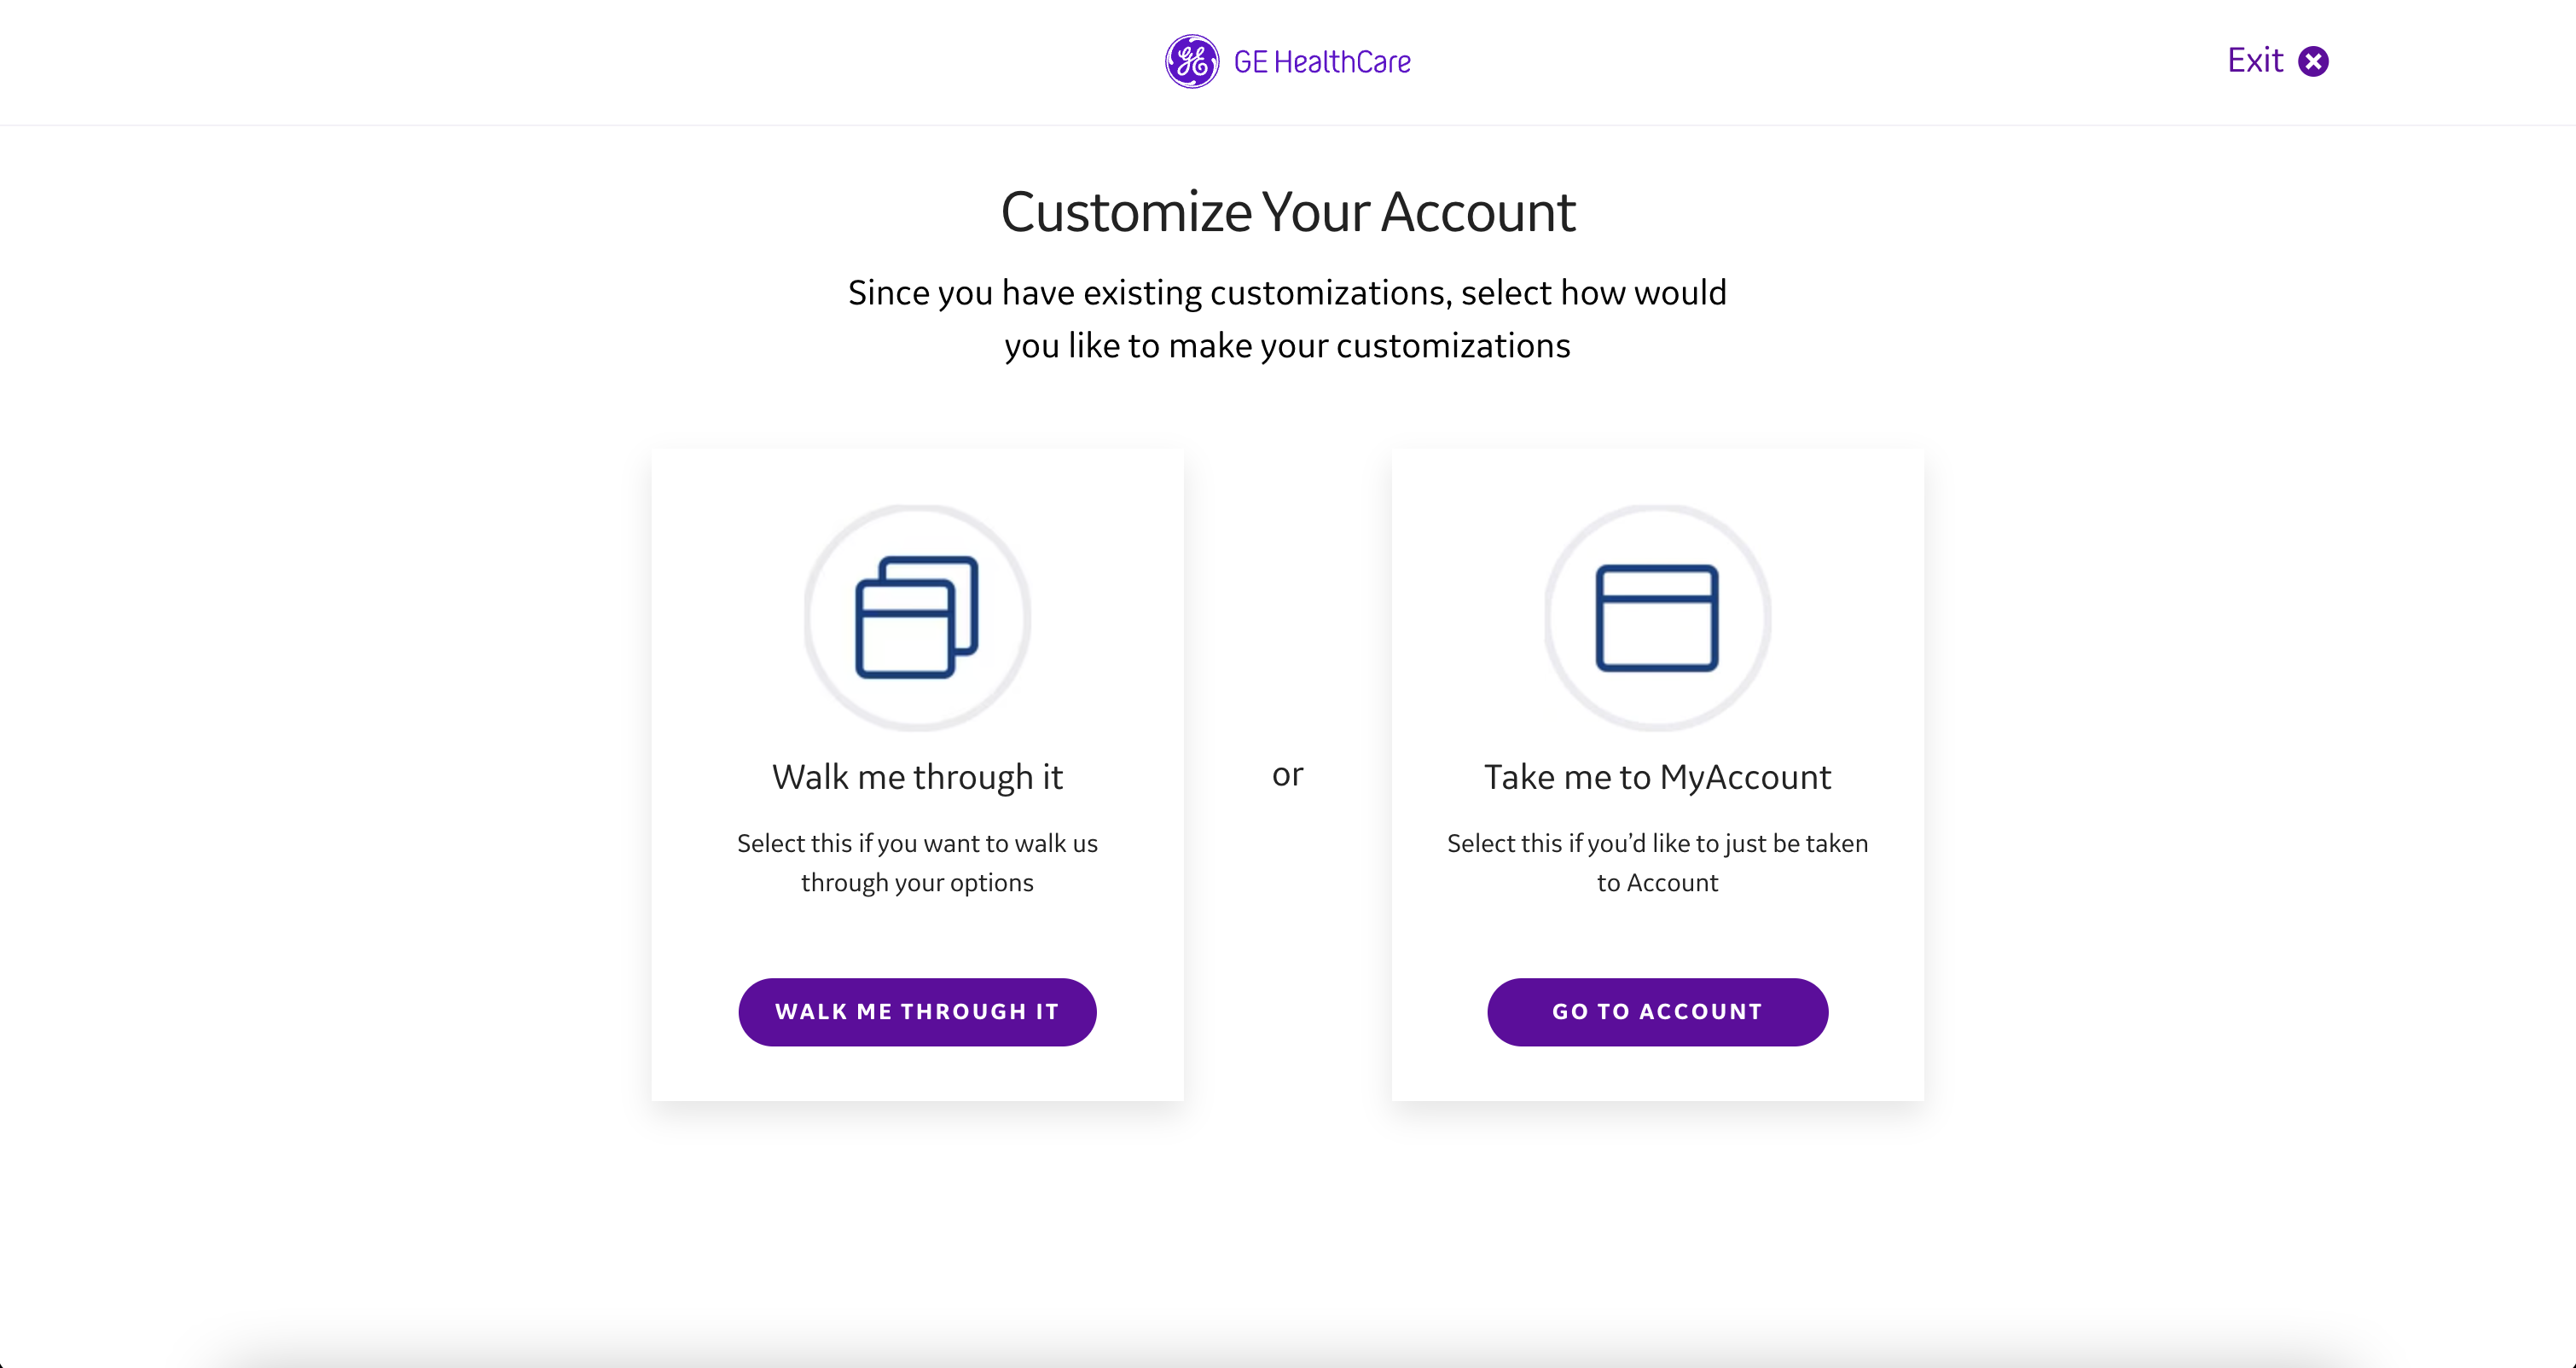 GE HealthCare
Exit
Customize Your Account
Since you have existing customizations, select how would
you like to make your customizations
Walk me through it
Select this if you want to walk us
through your options
WALK ME THROUGH IT
or
Take me to MyAccount
Select this if you’d like to just be taken
to Account
GO TO ACCOUNT